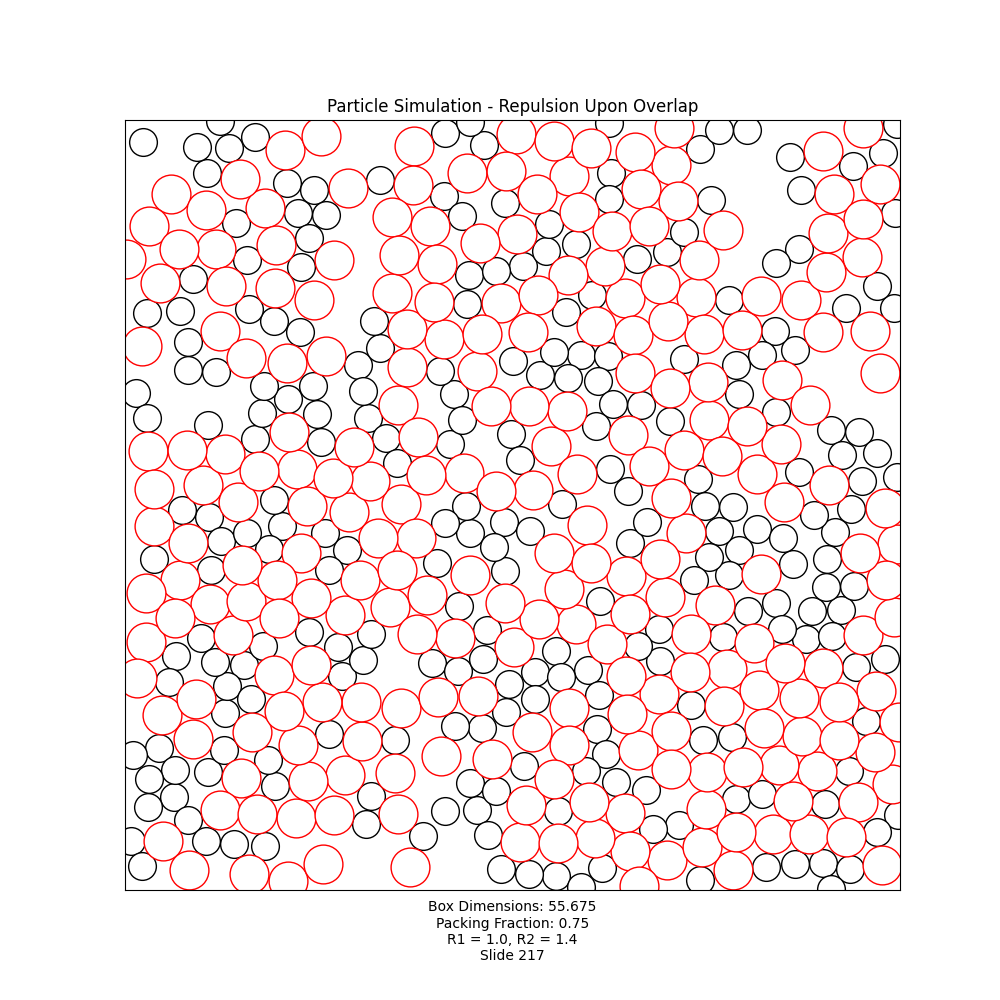 Particle Simulation - Repulsion Upon Overlap
Box Dimensions: 55.675
Packing Fraction: 0.75
R1 = 1.0, R2 = 1.4
Slide 217